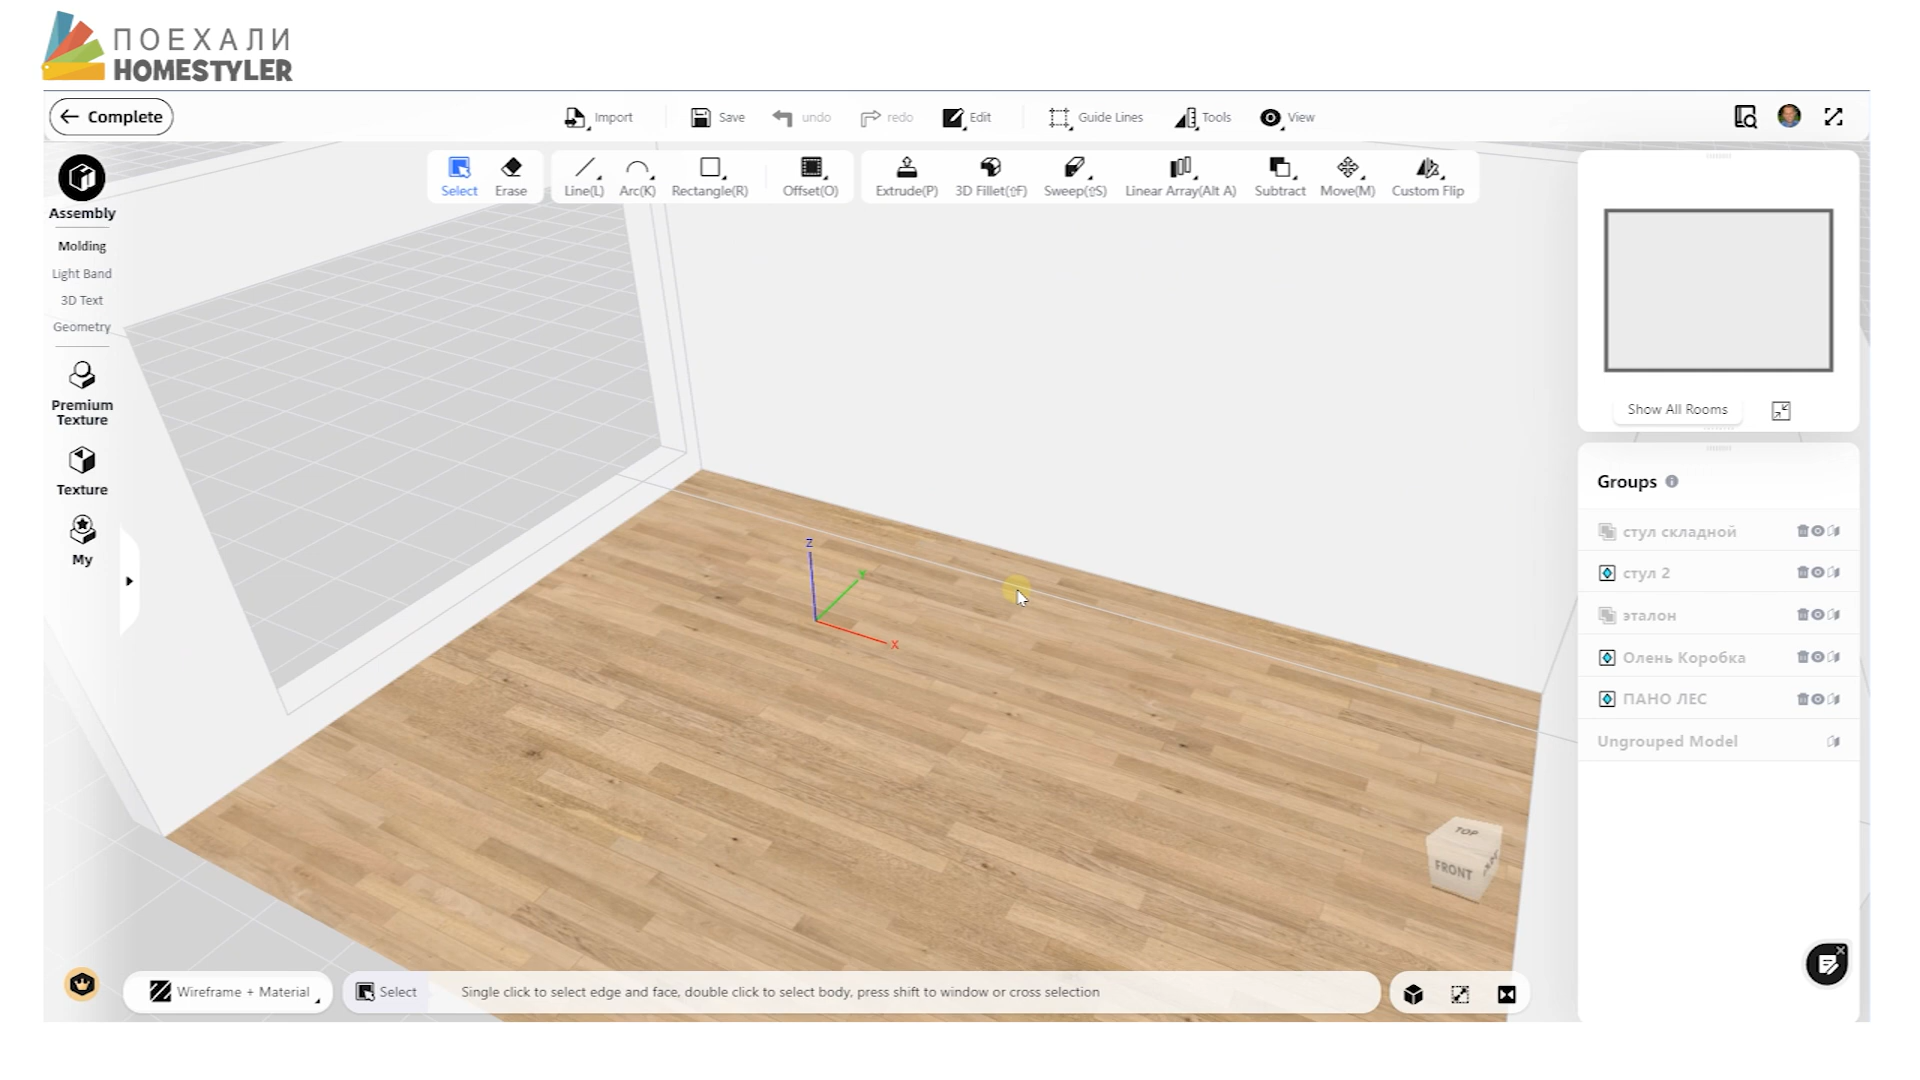 ПОЕХАЛИ
HOMESTYLER
Complete
Import
Save
undo
redo
Edit
Guide Lines
Tools
View
Select
Erase
Line(L)
Arc(K)
Rectangle(R)
Offset(O)
Extrude(P)
3D Fillet(⇧F)
Sweep(⇧S)
Linear Array(Alt A)
Subtract
Move(M)
Custom Flip
Assembly
Molding
Light Band
3D Text
Geometry
Premium
Texture
Texture
My
Z
Y
X
Show All Rooms
Groups
стул складной
стул 2
эталон
Олень Коробка
ПАНО ЛЕС
Ungrouped Model
TOP
FRONT
Wireframe + Material
Select
Single click to select edge and face, double click to select body, press shift to window or cross selection